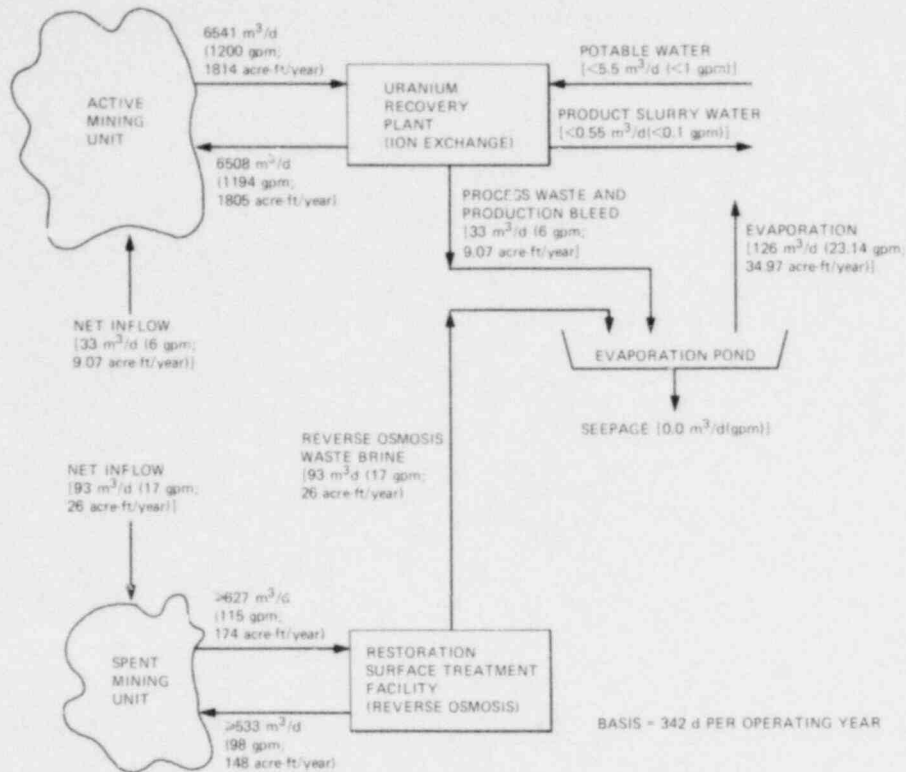 6541 m³/d
(1200 gpm;
1814 acre-ft/year)
ACTIVE
MINING
UNIT
6508 m³/d
(1194 gpm;
1805 acre-ft/year)
URANIUM
RECOVERY
PLANT
(ION EXCHANGE)
POTABLE WATER
[<5.5 m³/d (<1 gpm)]
PRODUCT SLURRY WATER
[<0.55 m³/d(<0.1 gpm)]
PROCESS WASTE AND
PRODUCTION BLEED
[33 m³/d (6 gpm;
9.07 acre-ft/year]
EVAPORATION
[126 m³/d (23.14 gpm;
34.97 acre-ft/year)]
NET INFLOW
[33 m³/d (6 gpm;
9.07 acre-ft/year)]
EVAPORATION POND
SEEPAGE [0.0 m³/d(gpm)]
REVERSE OSMOSIS
WASTE BRINE
[93 m³d (17 gpm;
26 acre-ft/year)
NET INFLOW
[93 m³/d (17 gpm;
26 acre-ft/year)]
≥627 m³/d
(115 gpm;
174 acre-ft/year)
SPENT
MINING
UNIT
≥533 m³/d
(98 gpm;
148 acre-ft/year)
RESTORATION
SURFACE TREATMENT
FACILITY
(REVERSE OSMOSIS)
BASIS = 342 d PER OPERATING YEAR